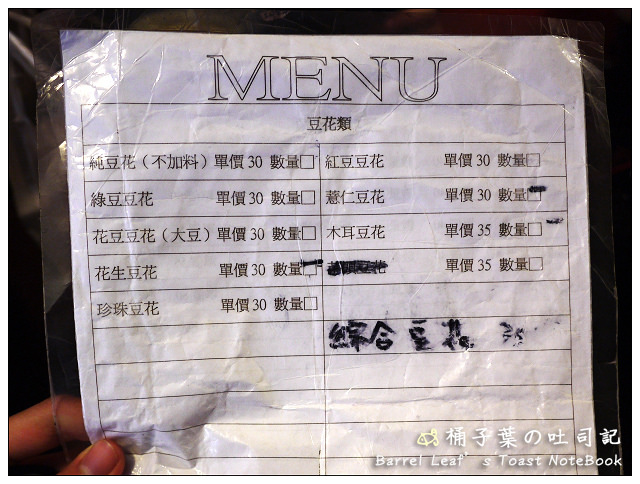 MENU
豆花類
純豆花（不加料）單價 30 數量□ 紅豆豆花 單價 30 數量□
綠豆豆花 單價 30 數量□ 薏仁豆花 單價 30 數量□
花豆豆花（大豆）單價 30 數量□ 木耳豆花 單價 35 數量□
花生豆花 單價 30 數量□ 豆花 單價 35 數量□
珍珠豆花 單價 30 數量□
綜合豆花 35
桶子葉の吐司記
Barrel Leaf's Toast NoteBook